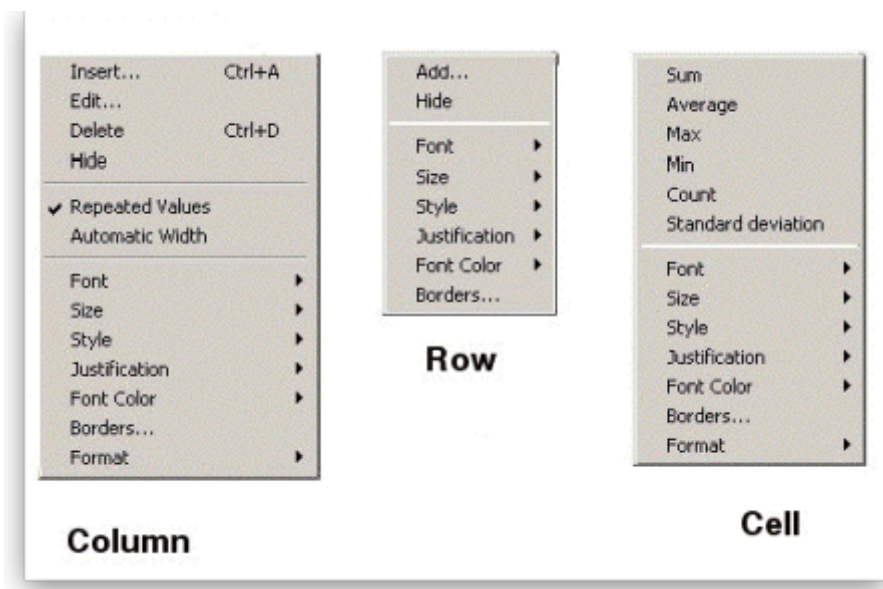 Insert... Ctrl+A
Edit...
Delete Ctrl+D
Hide
Repeated Values
Automatic Width
Font
Size
Style
Justification
Font Color
Borders...
Format
Column
Add...
Hide
Font
Size
Style
Justification
Font Color
Borders...
Row
Sum
Average
Max
Min
Count
Standard deviation
Font
Size
Style
Justification
Font Color
Borders...
Format
Cell